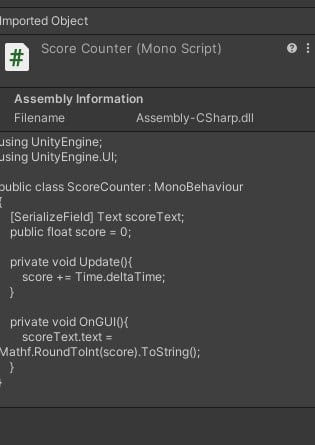 Imported Object
#
Score Counter (Mono Script)
Assembly Information
Filename Assembly-CSharp.dll
using UnityEngine;
using UnityEngine.UI;
public class ScoreCounter : MonoBehaviour
{
[SerializeField] Text scoreText;
public float score = 0;
private void Update(){
score += Time.deltaTime;
}
private void OnGUI(){
scoreText.text =
Mathf.RoundToInt(score).ToString();
}
}